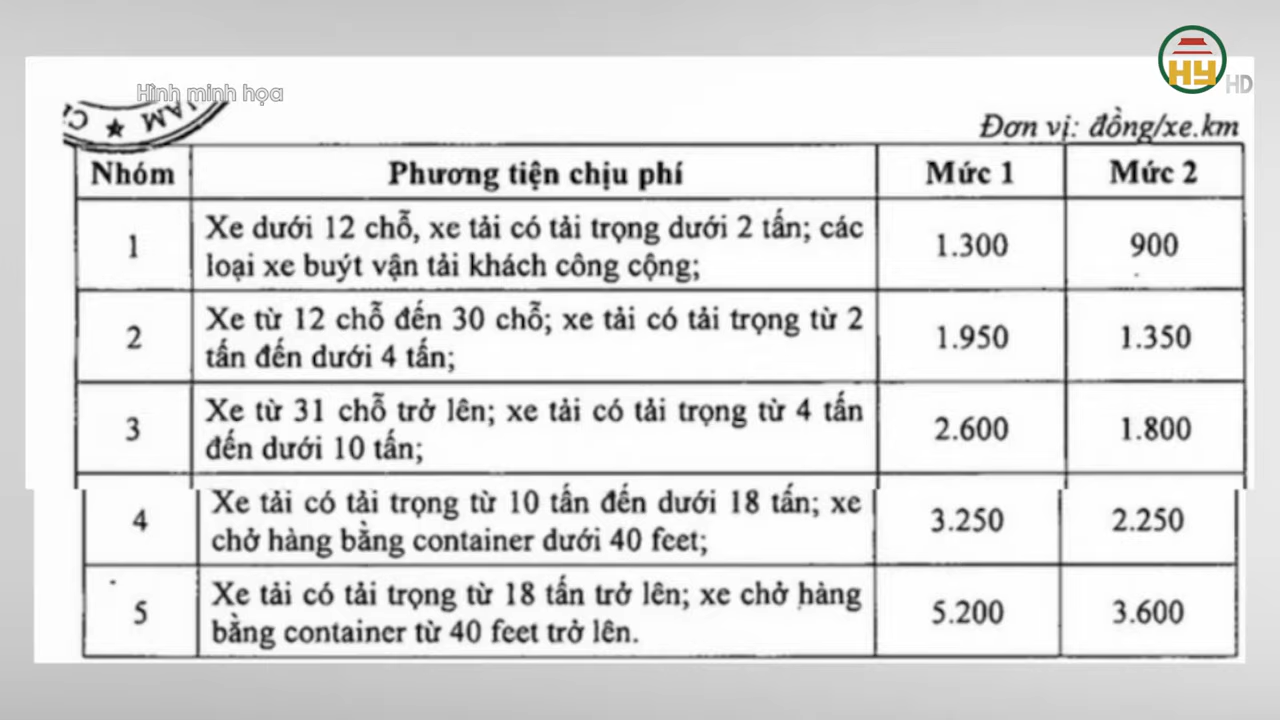 HY HD
Hình minh họa
NAM ★
Đơn vị: đồng/xe.km
Nhóm Phương tiện chịu phí Mức 1 Mức 2
1 Xe dưới 12 chỗ, xe tải có tải trọng dưới 2 tấn; các
loại xe buýt vận tải khách công cộng; 1.300 900
2 Xe từ 12 chỗ đến 30 chỗ; xe tải có tải trọng từ 2
tấn đến dưới 4 tấn; 1.950 1.350
3 Xe từ 31 chỗ trở lên; xe tải có tải trọng từ 4 tấn
đến dưới 10 tấn; 2.600 1.800
4 Xe tải có tải trọng từ 10 tấn đến dưới 18 tấn; xe
chở hàng bằng container dưới 40 feet; 3.250 2.250
5 Xe tải có tải trọng từ 18 tấn trở lên; xe chở hàng
bằng container từ 40 feet trở lên. 5.200 3.600